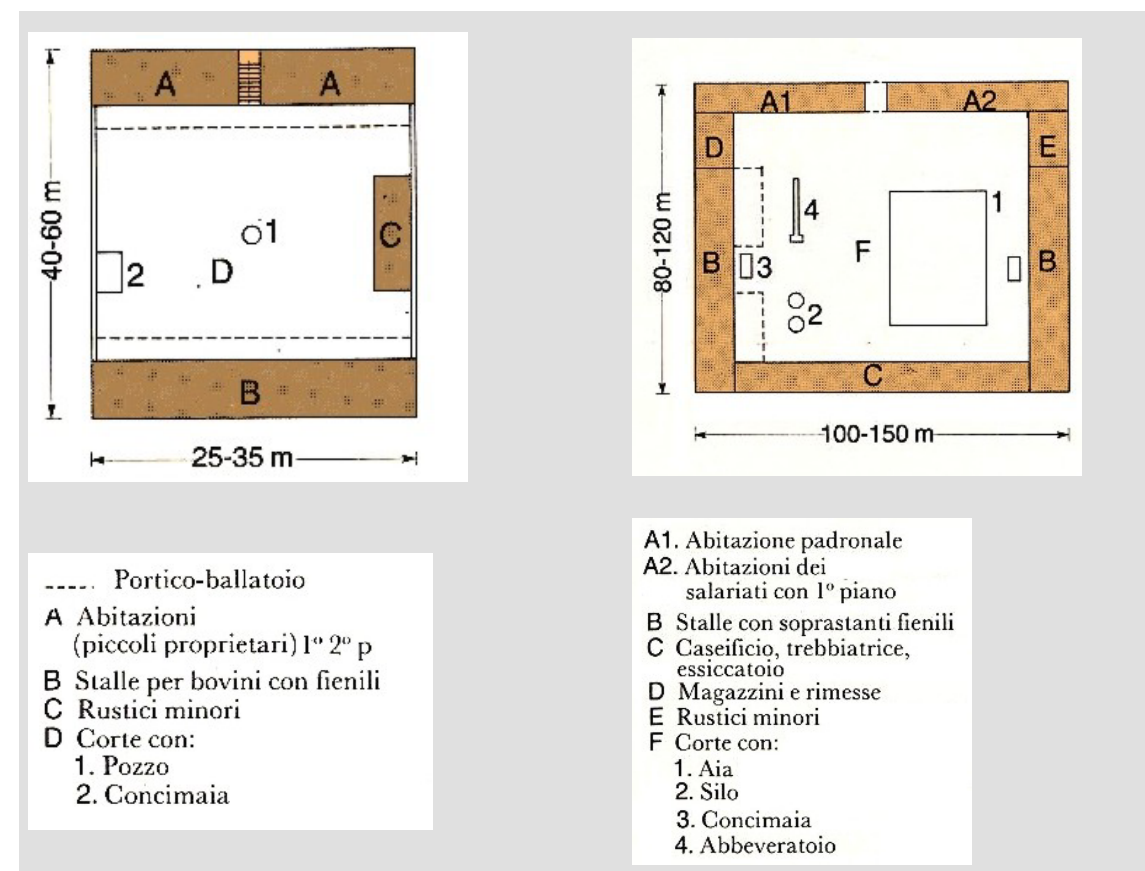 A
A
40-60 m
C
1
2
D
B
25-35 m
A1
A2
D
E
80-120 m
4
1
F
B
3
B
2
C
100-150 m
----. Portico-ballatoio
A Abitazioni
(piccoli proprietari) 1º 2º p
B Stalle per bovini con fienili
C Rustici minori
D Corte con:
1. Pozzo
2. Concimaia
A1. Abitazione padronale
A2. Abitazioni dei
salariati con 1º piano
B Stalle con soprastanti fienili
C Caseificio, trebbiatrice,
essiccatoio
D Magazzini e rimesse
E Rustici minori
F Corte con:
1. Aia
2. Silo
3. Concimaia
4. Abbeveratoio